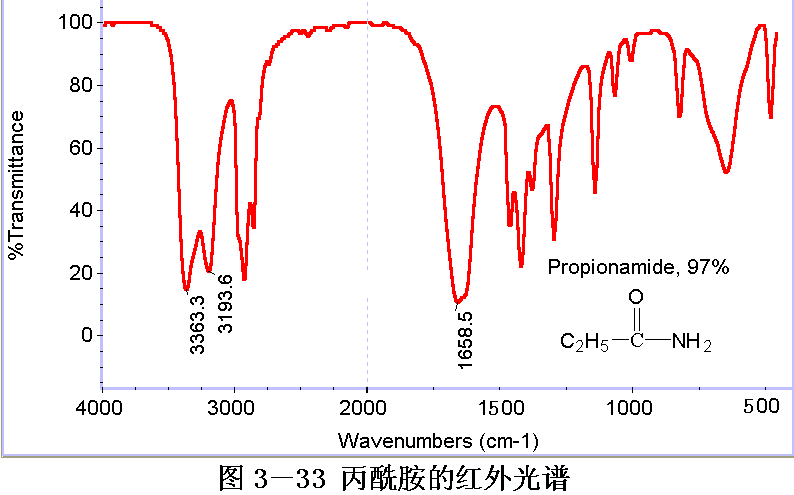 %Transmittance
100
80
60
40
20
0
3363.3
3193.6
1658.5
Propionamide, 97%
O
C2H5—C—NH2
4000 3000 2000 1500 1000 500
Wavenumbers (cm-1)
图 3—33 丙酰胺的红外光谱